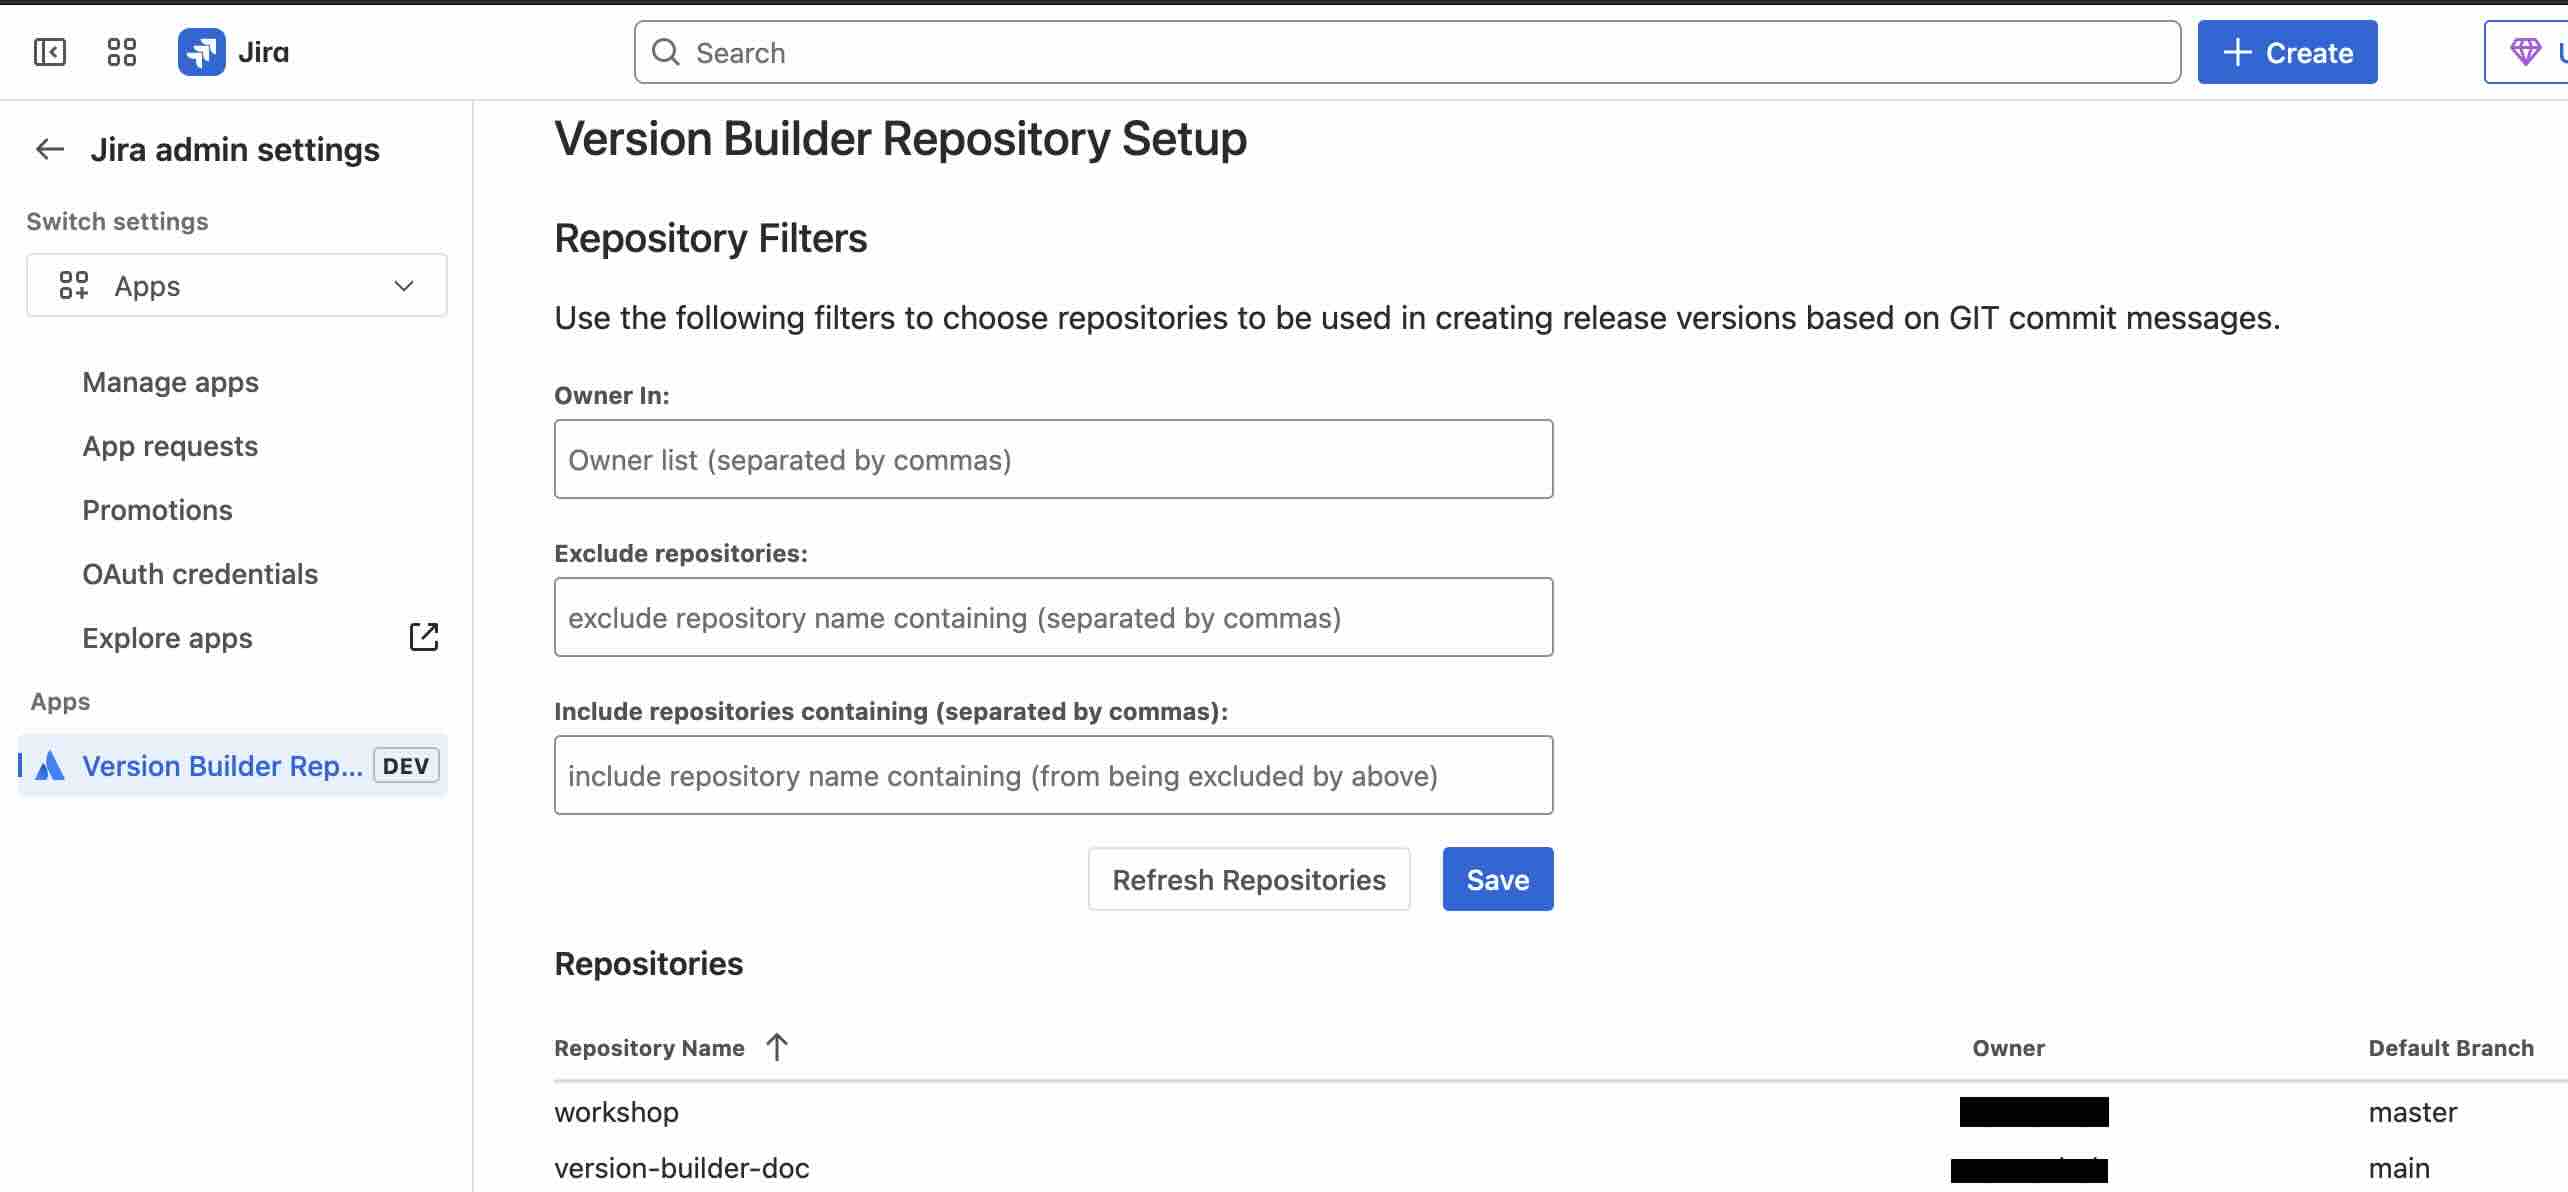 Jira
Search
Create
Jira admin settings
Switch settings
Apps
Manage apps
App requests
Promotions
OAuth credentials
Explore apps
Apps
Version Builder Rep... DEV
Version Builder Repository Setup
Repository Filters
Use the following filters to choose repositories to be used in creating release versions based on GIT commit messages.
Owner In:
Owner list (separated by commas)
Exclude repositories:
exclude repository name containing (separated by commas)
Include repositories containing (separated by commas):
include repository name containing (from being excluded by above)
Refresh Repositories Save
Repositories
Repository Name Owner Default Branch
workshop master
version-builder-doc main